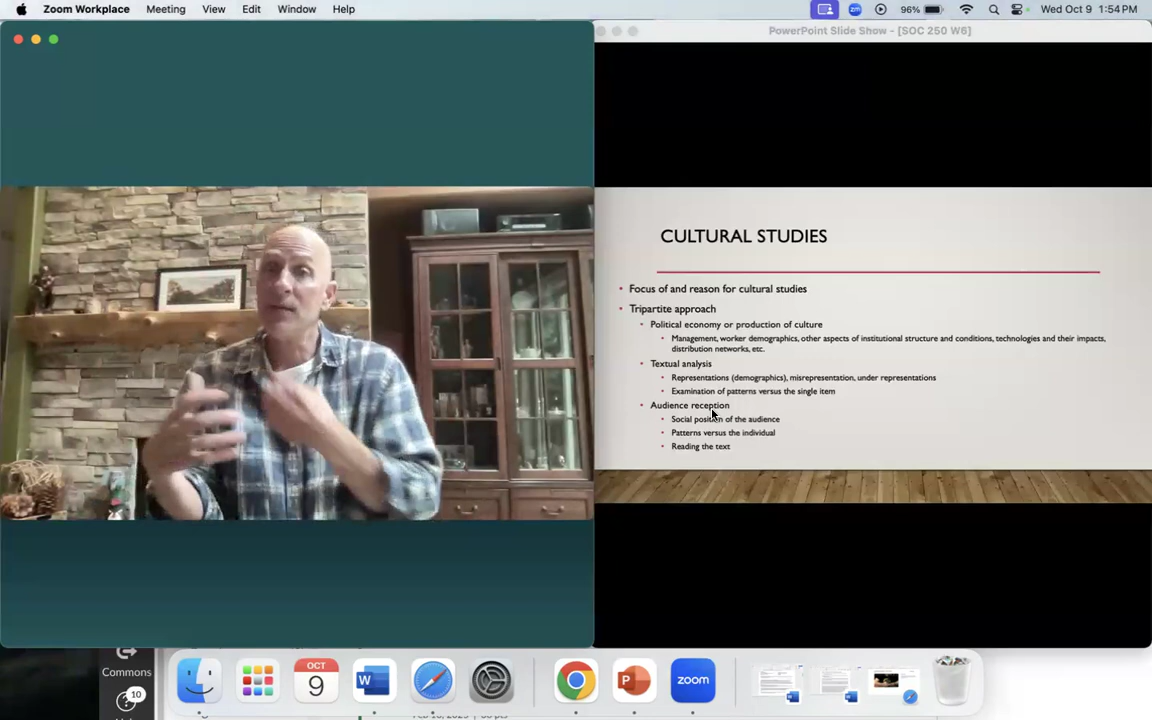 Zoom Workplace Meeting View Edit Window Help 96% Wed Oct 9 1:54 PM
PowerPoint Slide Show - [SOC 250 W6]
CULTURAL STUDIES
Focus of and reason for cultural studies
Tripartite approach
Political economy or production of culture
Management, worker demographics, other aspects of institutional structure and conditions, technologies and their impacts,
distribution networks, etc.
Textual analysis
Representations (demographics), misrepresentation, under representations
Examination of patterns versus the single item
Audience reception
Social position of the audience
Patterns versus the individual
Reading the text
Commons
10
OCT
9
zoom